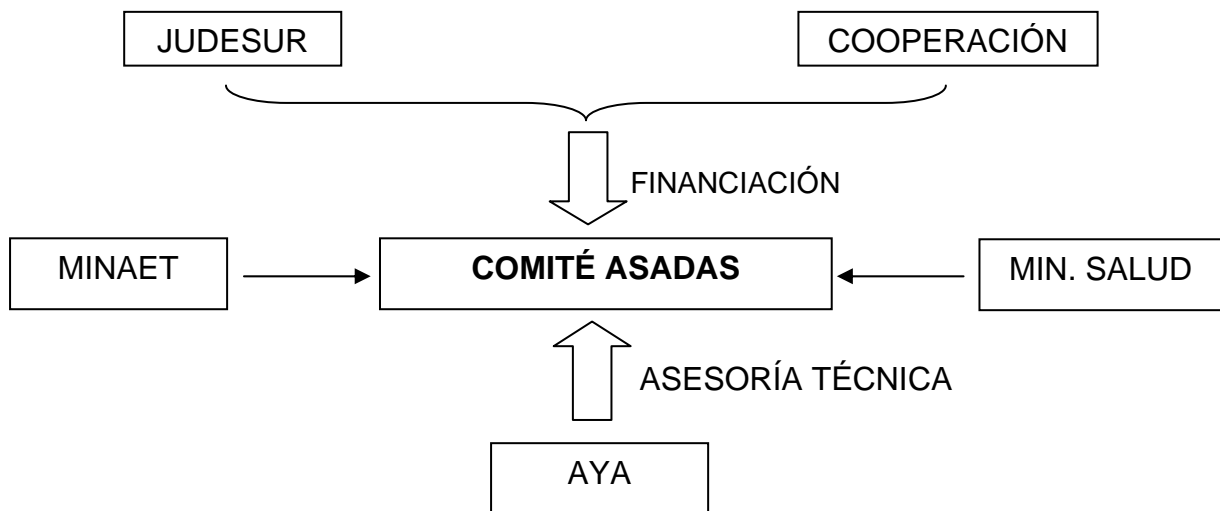 JUDESUR
COOPERACIÓN
FINANCIACIÓN
MINAET
COMITÉ ASADAS
MIN. SALUD
ASESORÍA TÉCNICA
AYA